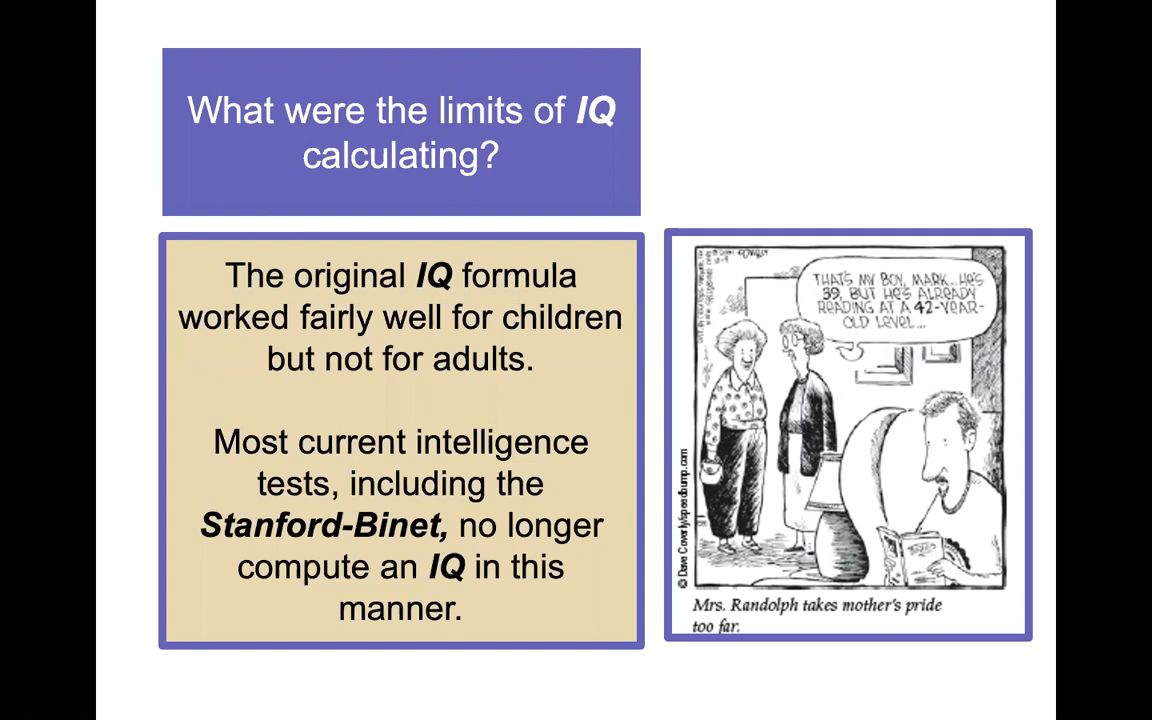 What were the limits of IQ
calculating?
The original IQ formula
worked fairly well for children
but not for adults.
Most current intelligence
tests, including the
Stanford-Binet, no longer
compute an IQ in this
manner.
THAT'S MY BOY, MARK...HE'S
39, BUT HE'S ALREADY
READING AT A 42-YEAR-
OLD LEVEL...
© Dave Coverly/speedbump.com
Mrs. Randolph takes mother's pride
too far.